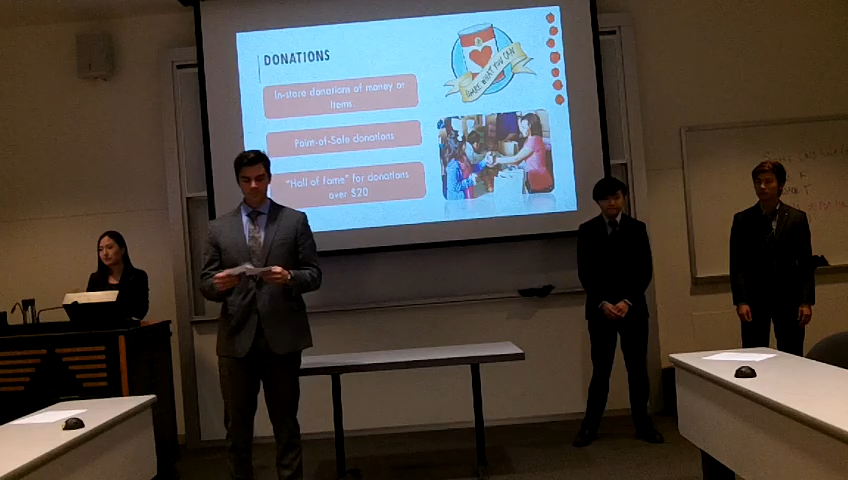 DONATIONS
In-store donations of money or
items
Point-of-Sale donations
"Hall of fame" for donations
over $20
SHARE WHAT YOU CAN